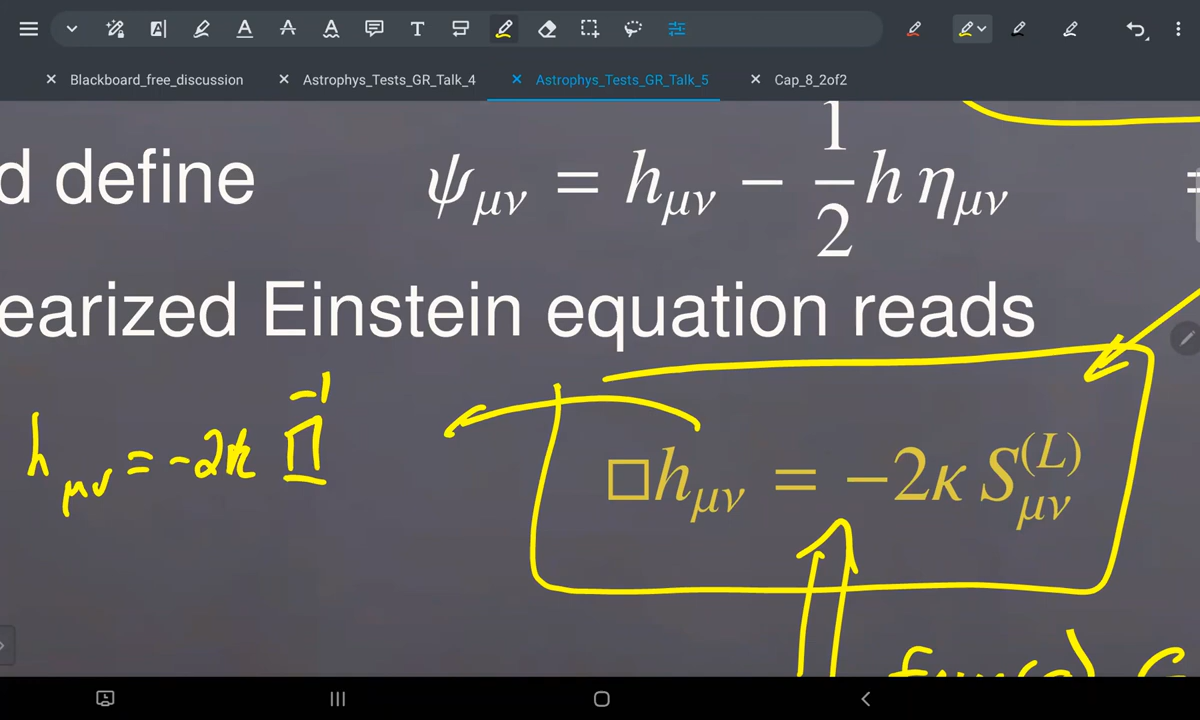 Blackboard_free_discussion Astrophys_Tests_GR_Talk_4 Astrophys_Tests_GR_Talk_5 Cap_8_2of2
d define ψ_μν = h_μν − 1/2 h η_μν =
earized Einstein equation reads
h_μν = -2κ □⁻¹
□h_μν = −2κ S_μν^(L)